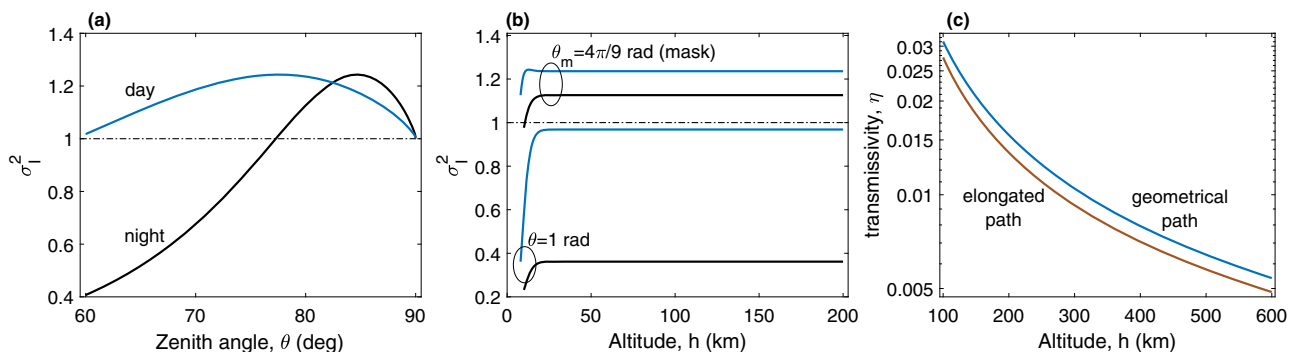 (a)
1.4
1.2
1
0.8
0.6
0.4
σ_I^2
day
night
60
70
80
90
Zenith angle, θ (deg)
(b)
1.4
1.2
1
0.8
0.6
0.4
0.2
σ_I^2
θ_m=4π/9 rad (mask)
θ=1 rad
0
50
100
150
200
Altitude, h (km)
(c)
0.03
0.025
0.02
0.015
0.01
0.005
transmissivity, η
elongated
path
geometrical
path
100
200
300
400
500
600
Altitude, h (km)